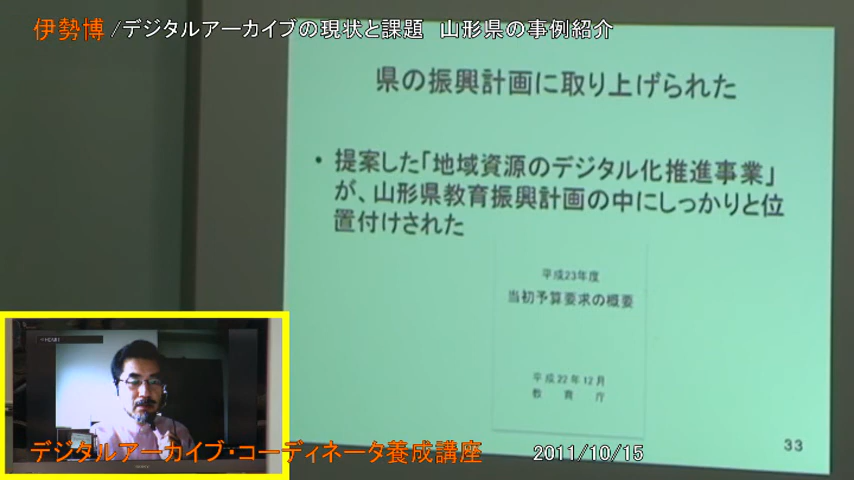 伊勢博/デジタルアーカイブの現状と課題 山形県の事例紹介
県の振興計画に取り上げられた
・提案した「地域資源のデジタル化推進事業」
が、山形県教育振興計画の中にしっかりと位
置付けされた
平成23年度
当初予算要求の概要
平成22年12月
教育庁
33
デジタルアーカイブ・コーディネータ養成講座 2011/10/15